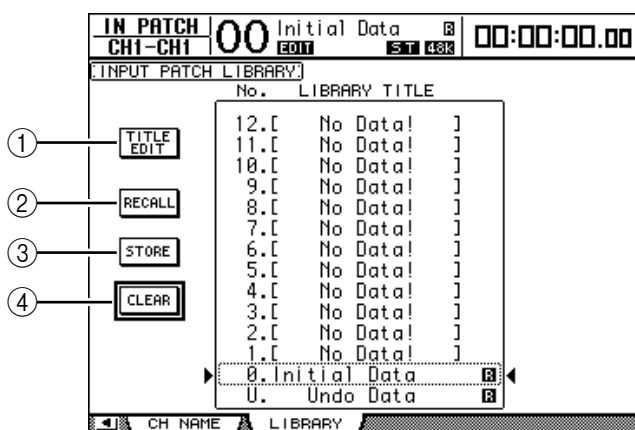 IN PATCH
CH1-CH1
00 Initial Data R
EDIT ST 48K
00:00:00.00
INPUT PATCH LIBRARY
No. LIBRARY TITLE
12.[ No Data! ]
11.[ No Data! ]
10.[ No Data! ]
9.[ No Data! ]
8.[ No Data! ]
7.[ No Data! ]
6.[ No Data! ]
5.[ No Data! ]
4.[ No Data! ]
3.[ No Data! ]
2.[ No Data! ]
1.[ No Data! ]
0.Initial Data R
U. Undo Data R
1 TITLE EDIT
2 RECALL
3 STORE
4 CLEAR
CH NAME LIBRARY